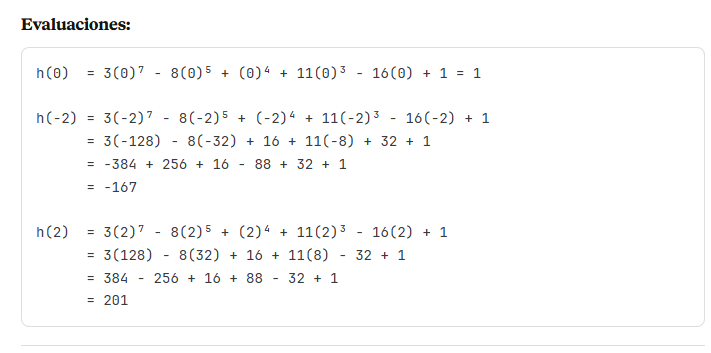 Evaluaciones:
h(0)  = 3(0)⁷ - 8(0)⁵ + (0)⁴ + 11(0)³ - 16(0) + 1 = 1
h(-2) = 3(-2)⁷ - 8(-2)⁵ + (-2)⁴ + 11(-2)³ - 16(-2) + 1
= 3(-128) - 8(-32) + 16 + 11(-8) + 32 + 1
= -384 + 256 + 16 - 88 + 32 + 1
= -167
h(2)  = 3(2)⁷ - 8(2)⁵ + (2)⁴ + 11(2)³ - 16(2) + 1
= 3(128) - 8(32) + 16 + 11(8) - 32 + 1
= 384 - 256 + 16 + 88 - 32 + 1
= 201